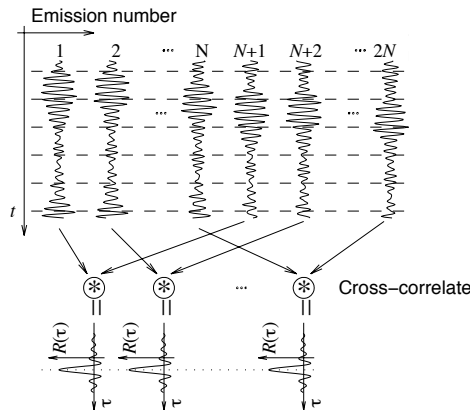 Emission number
1 2 ... N N+1 N+2 ... 2N
... ...
t
* * ... * Cross-correlate
R(τ) R(τ) R(τ)
τ τ τ